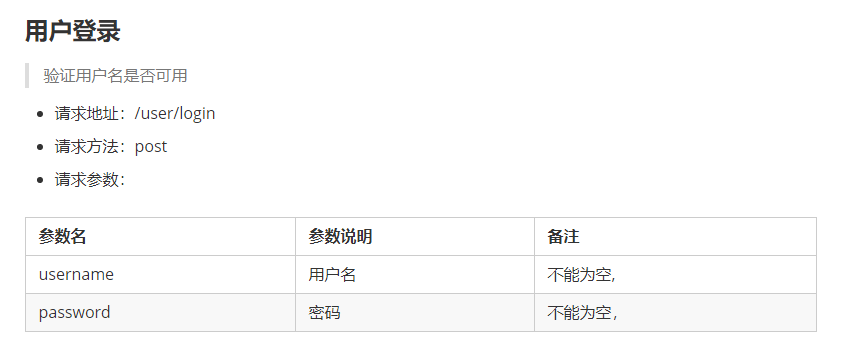 用户登录
验证用户名是否可用
请求地址：/user/login
请求方法：post
请求参数：
参数名 参数说明 备注
username 用户名 不能为空,
password 密码 不能为空，